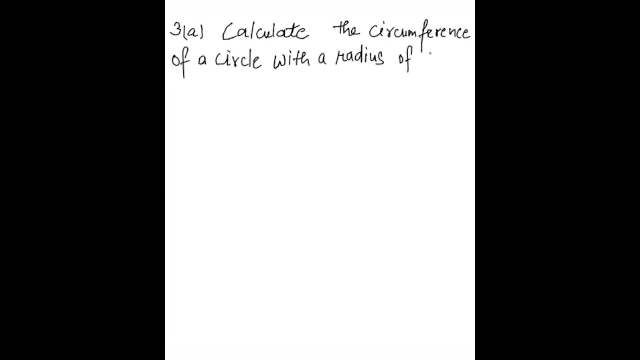 3(a) Calculate the circumference
of a circle with a radius of